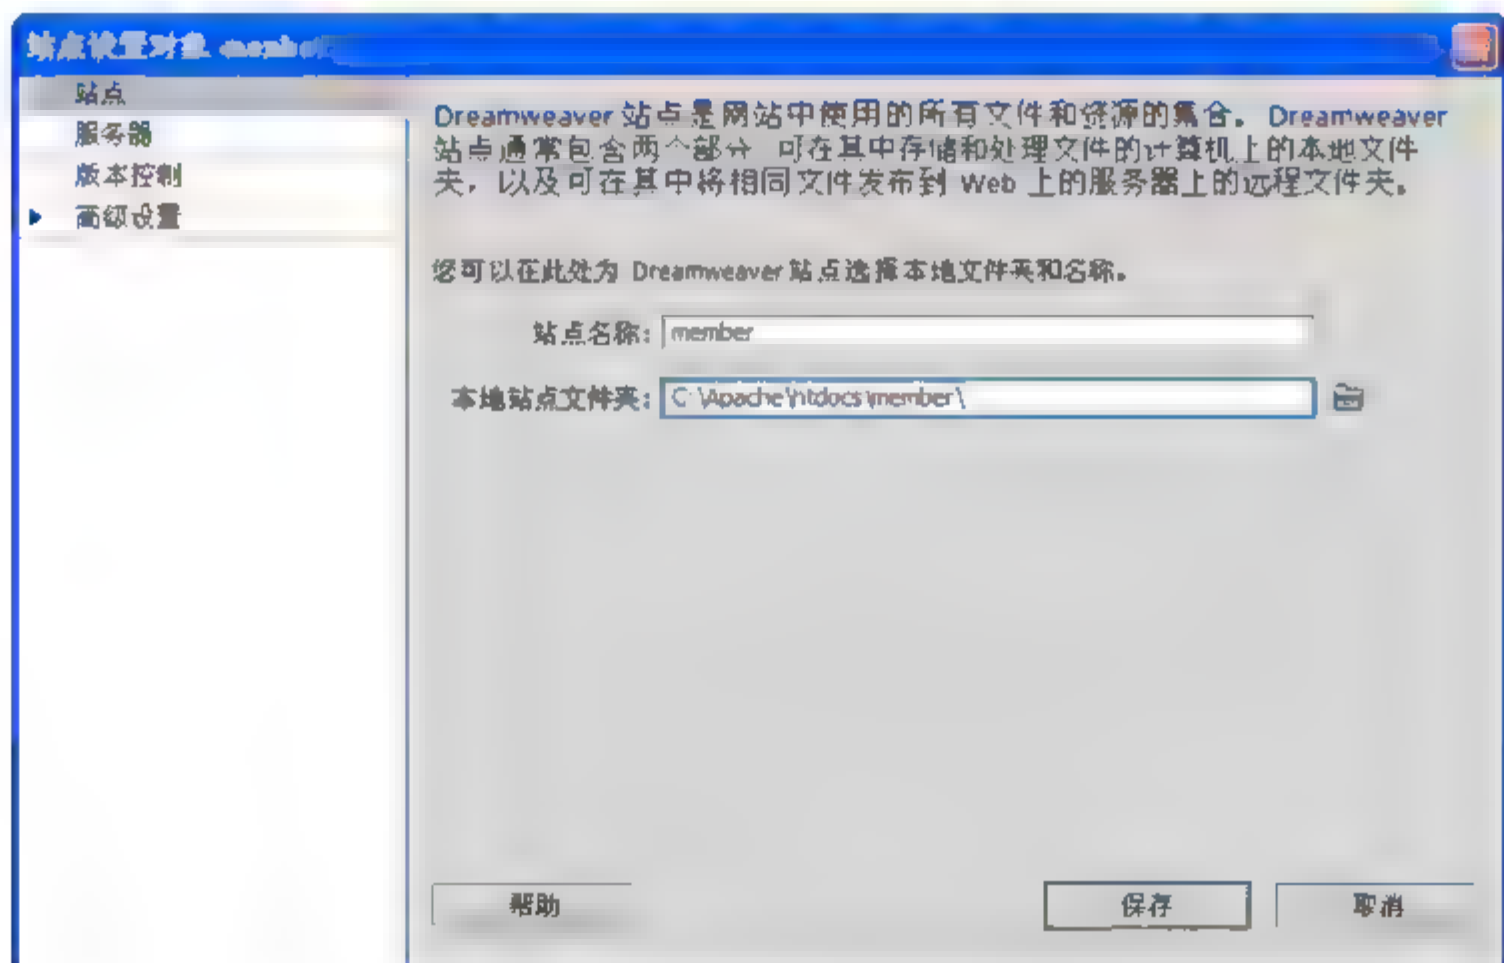 站点设置对象 member
站点
服务器
版本控制
高级设置
Dreamweaver 站点是网站中使用的所有文件和资源的集合。Dreamweaver
站点通常包含两个部分 可在其中存储和处理文件的计算机上的本地文件
夹，以及可在其中将相同文件发布到 Web 上的服务器上的远程文件夹。
您可以在此处为 Dreamweaver 站点选择本地文件夹和名称。
站点名称： member
本地站点文件夹： C:\Apache\htdocs\member\
帮助 保存 取消